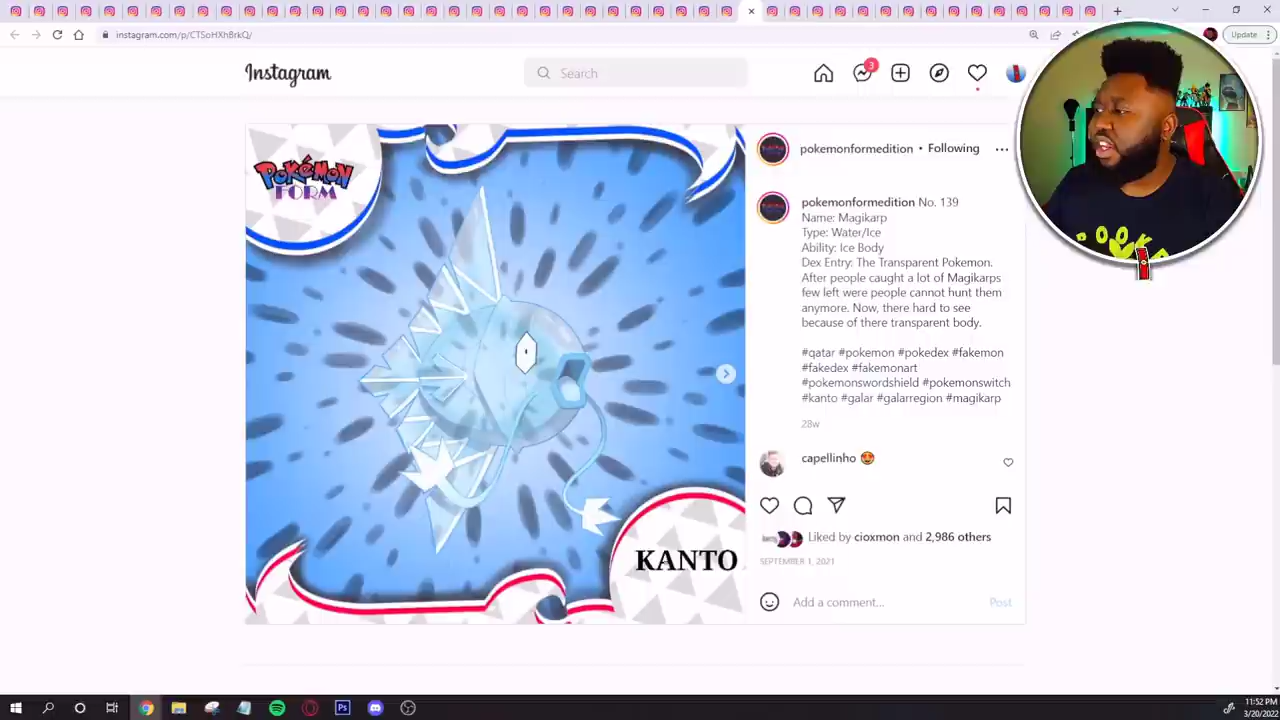 instagram.com/p/CTSoHXhBrkQ/
Update
Instagram
Search
3
POKéMON
FORM
KANTO
pokemonformedition • Following
pokemonformedition No. 139
Name: Magikarp
Type: Water/Ice
Ability: Ice Body
Dex Entry: The Transparent Pokemon.
After people caught a lot of Magikarps
few left were people cannot hunt them
anymore. Now, there hard to see
because of there transparent body.
#qatar #pokemon #pokedex #fakemon
#fakedex #fakemonart
#pokemonswordshield #pokemonswitch
#kanto #galar #galarregion #magikarp
28w
capellinho 😍
Liked by cioxmon and 2,986 others
SEPTEMBER 1, 2021
Add a comment...
Post
Ps
11:52 PM
3/20/2022